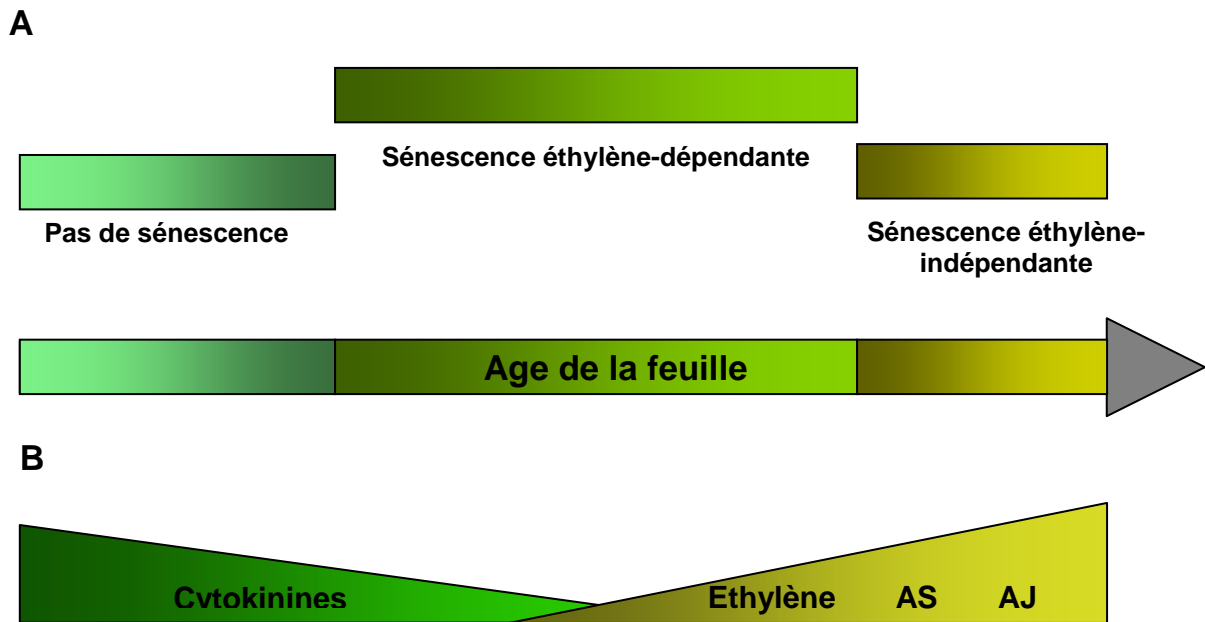 A
Sénescence éthylène-dépendante
Pas de sénescence
Sénescence éthylène-
indépendante
Age de la feuille
B
Cytokinines
Ethylène AS AJ